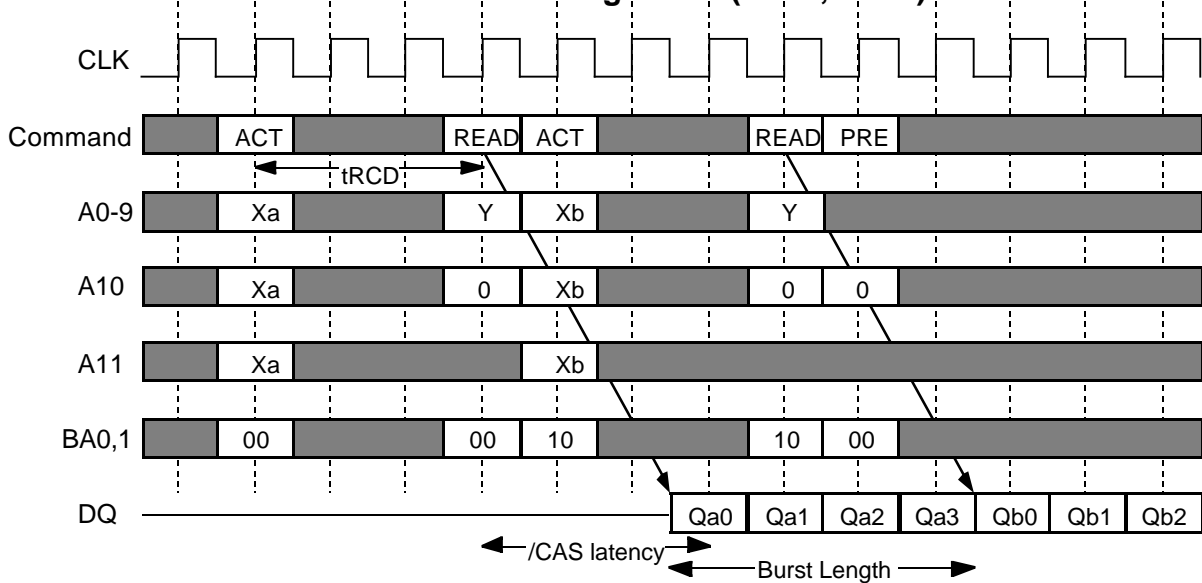 CLK
Command ACT READ ACT READ PRE
tRCD
A0-9 Xa Y Xb Y
A10 Xa 0 Xb 0 0
A11 Xa Xb
BA0,1 00 00 10 10 00
DQ Qa0 Qa1 Qa2 Qa3 Qb0 Qb1 Qb2
/CAS latency
Burst Length